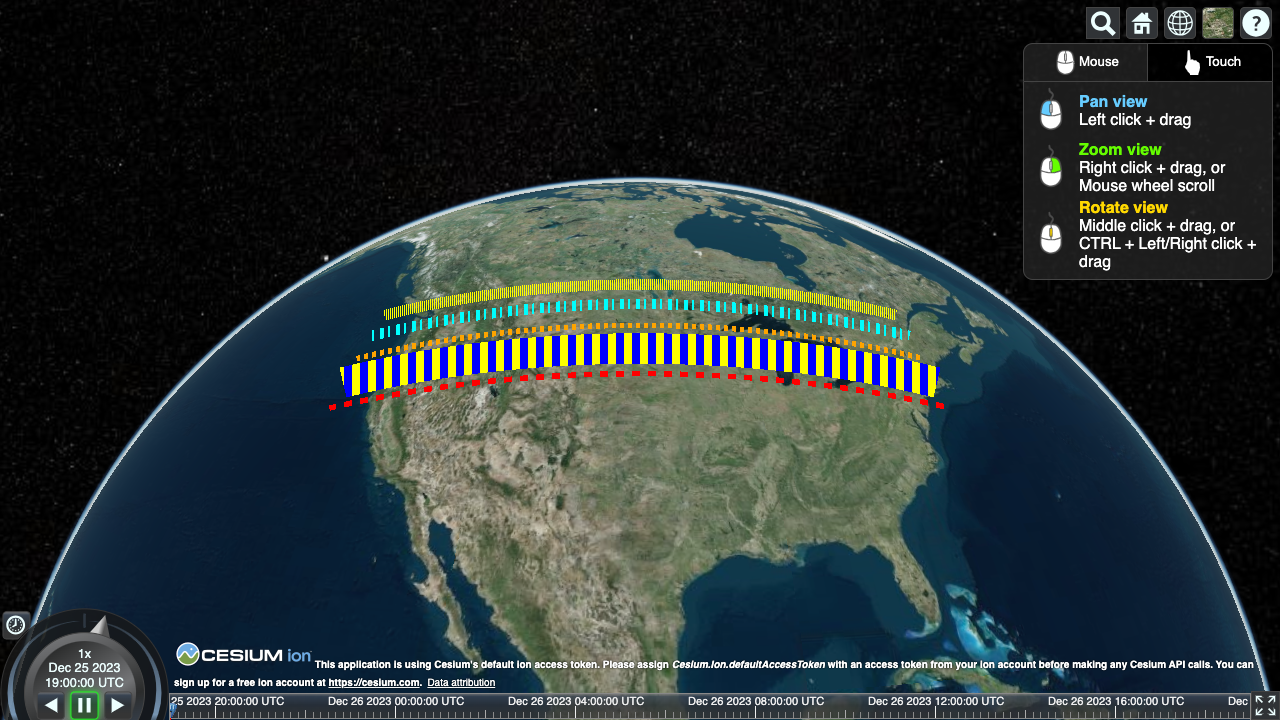 ?
Mouse
Touch
Pan view
Left click + drag
Zoom view
Right click + drag, or
Mouse wheel scroll
Rotate view
Middle click + drag, or
CTRL + Left/Right click +
drag
1x
Dec 25 2023
19:00:00 UTC
CESIUM ion
This application is using Cesium's default ion access token. Please assign Cesium.Ion.defaultAccessToken with an access token from your ion account before making any Cesium API calls. You can
sign up for a free ion account at https://cesium.com. Data attribution
25 2023 20:00:00 UTC
Dec 26 2023 00:00:00 UTC
Dec 26 2023 04:00:00 UTC
Dec 26 2023 08:00:00 UTC
Dec 26 2023 12:00:00 UTC
Dec 26 2023 16:00:00 UTC
Dec